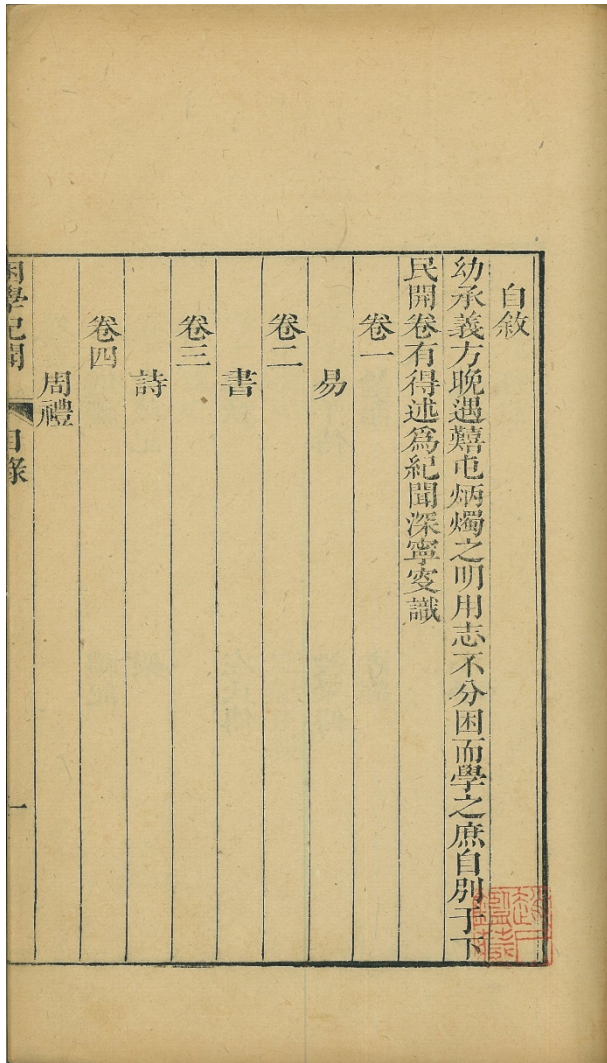 自敘
幼承義方晚遇囏屯炳燭之明用志不分困而學之庶自別于下
民開卷有得述爲紀聞深寧叟識
卷一
易
卷二
書
卷三
詩
卷四
周禮
困學紀聞 目錄 一